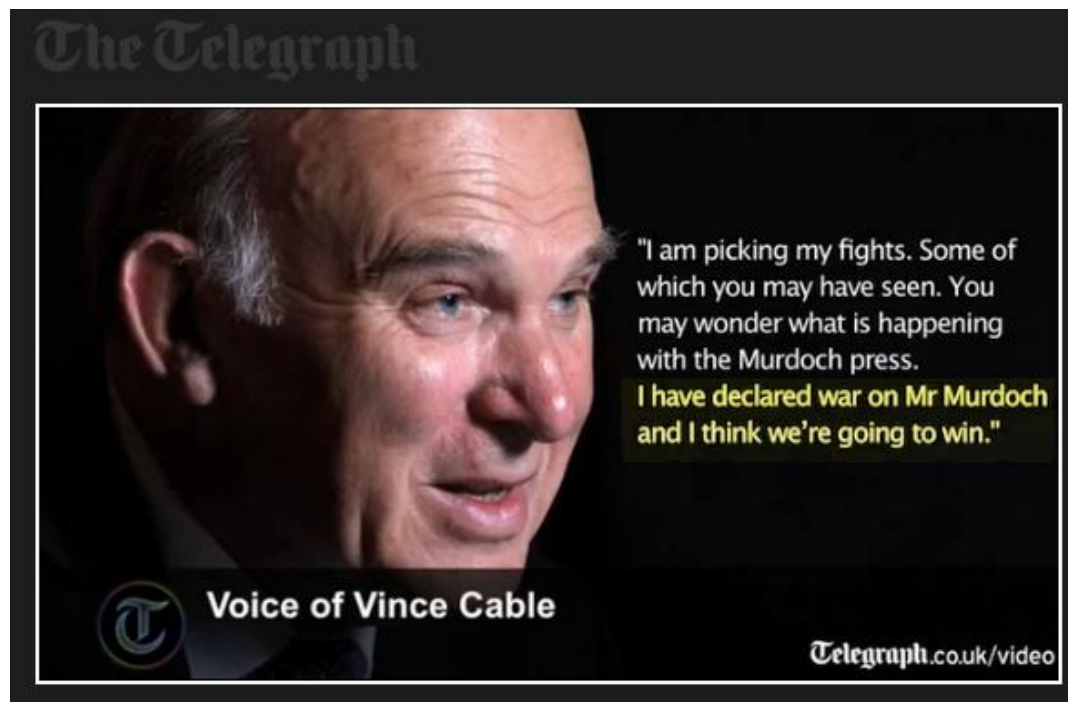 The Telegraph
"I am picking my fights. Some of
which you may have seen. You
may wonder what is happening
with the Murdoch press.
I have declared war on Mr Murdoch
and I think we're going to win."
T
Voice of Vince Cable
Telegraph.co.uk/video